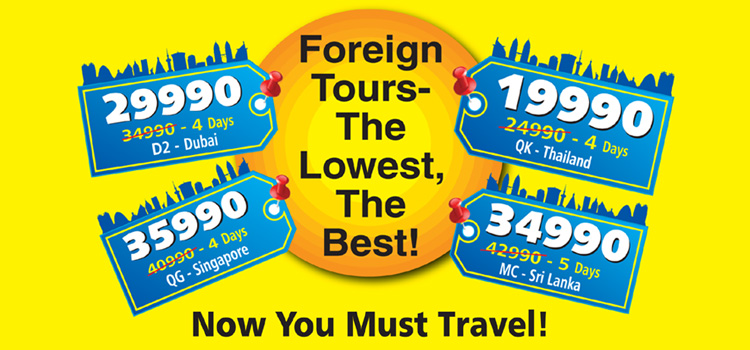 Foreign
Tours-
The
Lowest,
The
Best!
29990
34990 - 4 Days
D2 - Dubai
19990
24990 - 4 Days
QK - Thailand
35990
40990 - 4 Days
QG - Singapore
34990
42990 - 5 Days
MC - Sri Lanka
Now You Must Travel!